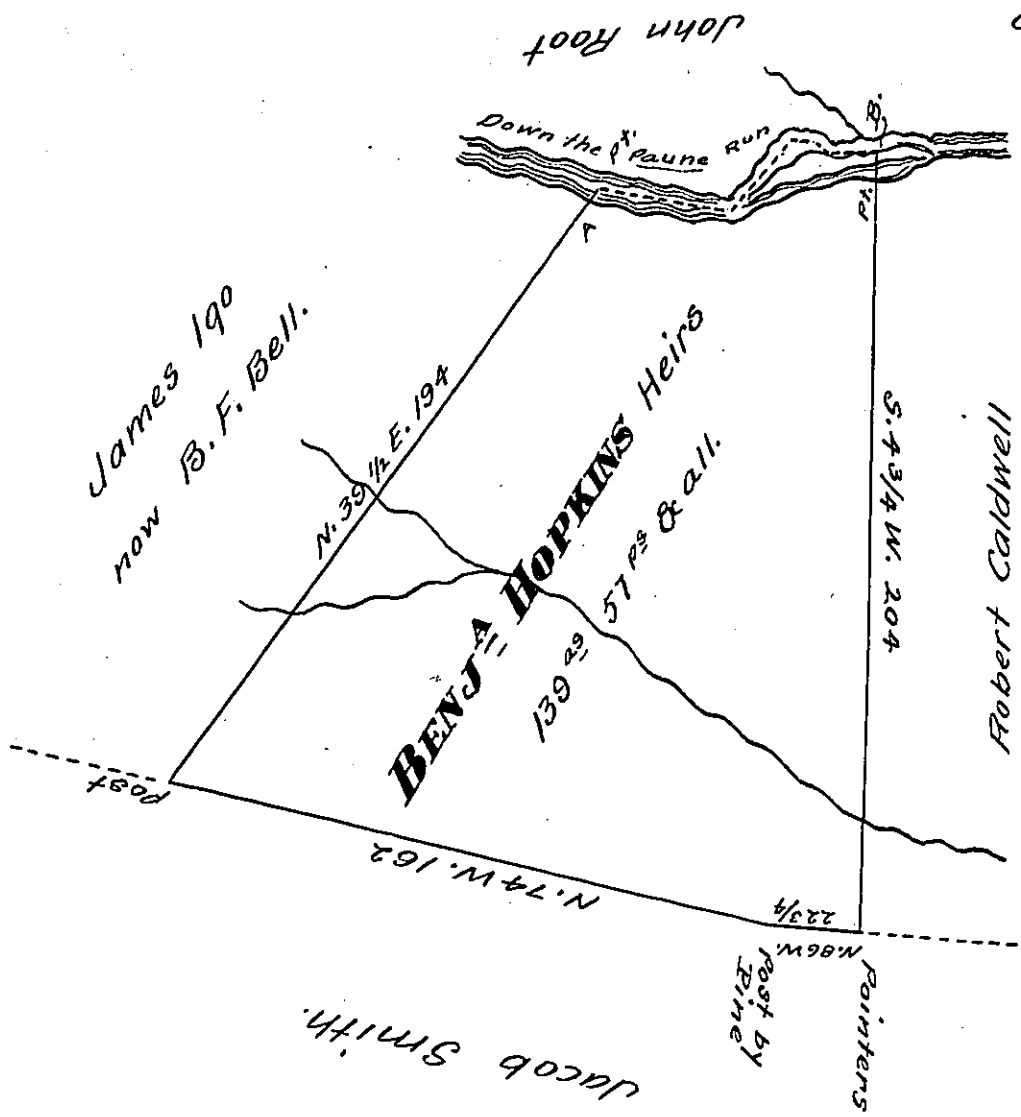 John Root
Down the Pt. Paune Run
James Igo
now B. F. Bell.
N. 39 1/2 E. 194
BENJA HOPKINS Heirs
139 as 57 ps & all.
S. 4 3/4 W. 204
Robert Caldwell
Post
N. 74 W. 162
22 3/4
N. 86 W.
Post by
Pine
Pointers
Jacob Smith.